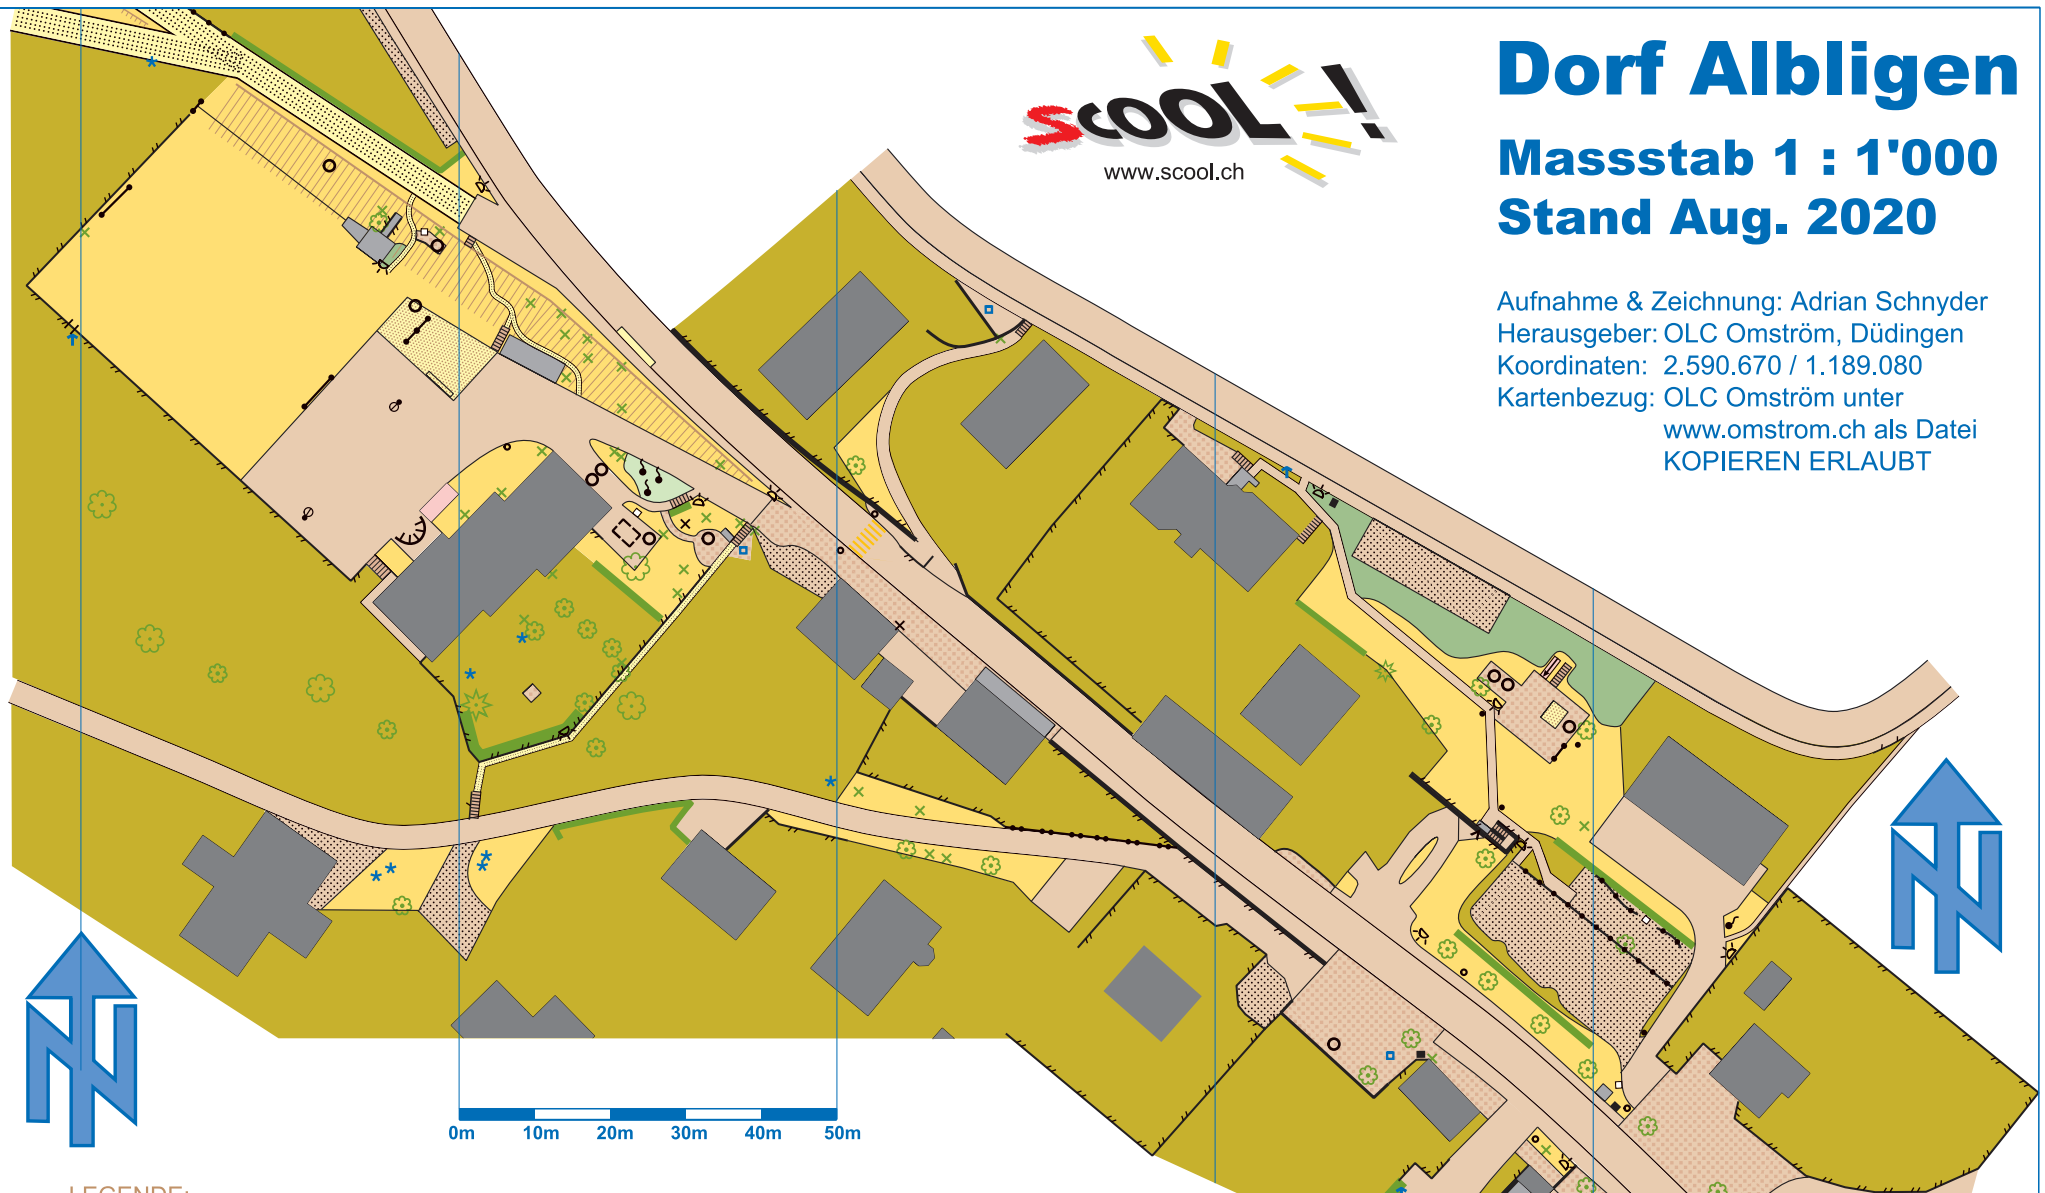 scool!
www.scool.ch
Dorf Albligen
Massstab 1 : 1'000
Stand Aug. 2020
Aufnahme & Zeichnung: Adrian Schnyder
Herausgeber: OLC Omström, Düdingen
Koordinaten: 2.590.670 / 1.189.080
Kartenbezug: OLC Omström unter
www.omstrom.ch als Datei
KOPIEREN ERLAUBT
N
N
0m 10m 20m 30m 40m 50m
LEGENDE: